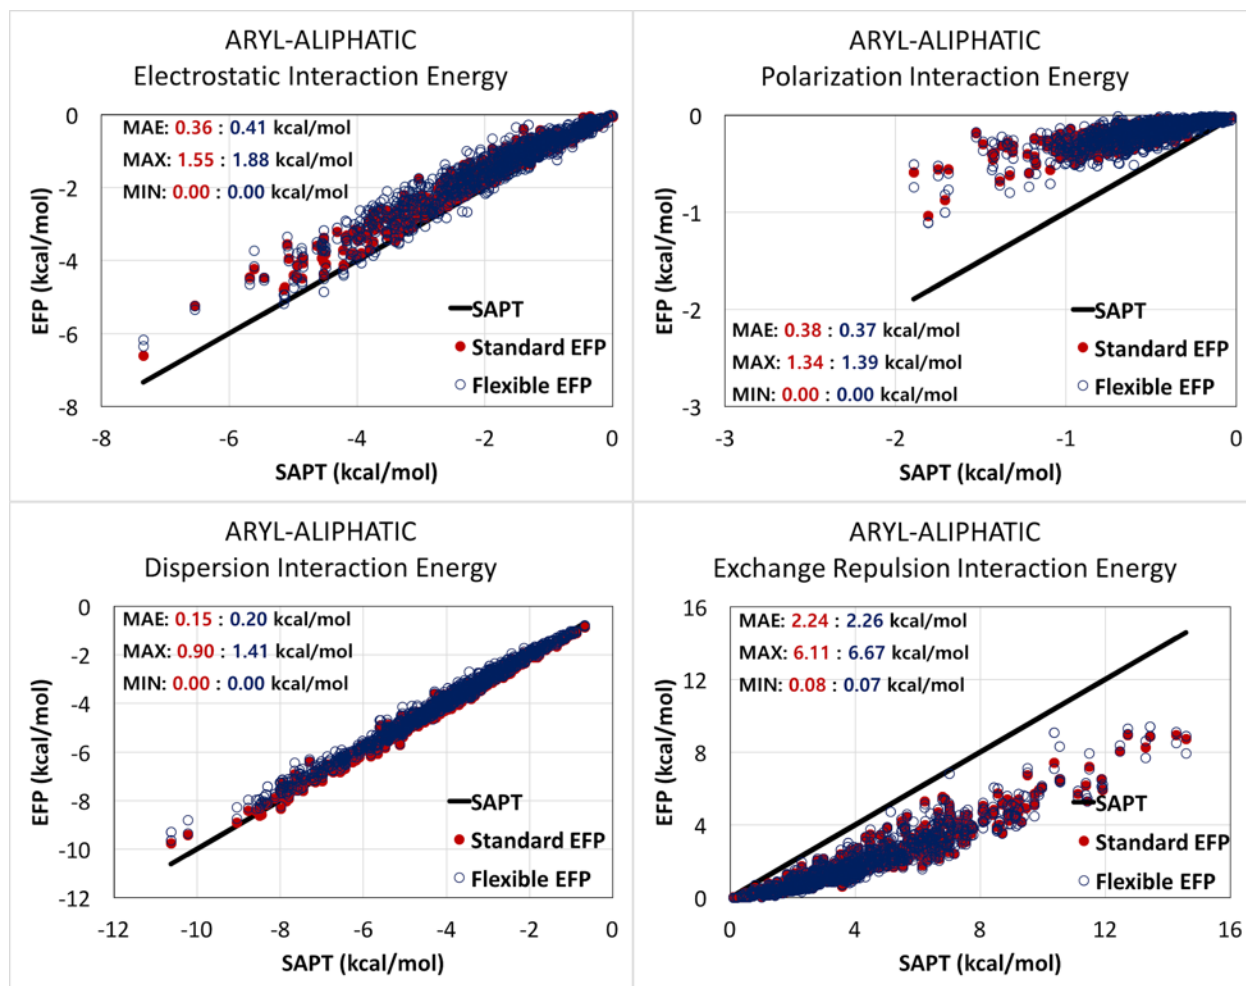 ARYL-ALIPHATIC
Electrostatic Interaction Energy
MAE: 0.36 : 0.41 kcal/mol
MAX: 1.55 : 1.88 kcal/mol
MIN: 0.00 : 0.00 kcal/mol
EFP (kcal/mol)
0
-2
-4
-6
-8
SAPT
Standard EFP
Flexible EFP
-8 -6 -4 -2 0
SAPT (kcal/mol)
ARYL-ALIPHATIC
Polarization Interaction Energy
EFP (kcal/mol)
0
-1
-2
-3
SAPT
Standard EFP
Flexible EFP
MAE: 0.38 : 0.37 kcal/mol
MAX: 1.34 : 1.39 kcal/mol
MIN: 0.00 : 0.00 kcal/mol
-3 -2 -1 0
SAPT (kcal/mol)
ARYL-ALIPHATIC
Dispersion Interaction Energy
MAE: 0.15 : 0.20 kcal/mol
MAX: 0.90 : 1.41 kcal/mol
MIN: 0.00 : 0.00 kcal/mol
EFP (kcal/mol)
0
-2
-4
-6
-8
-10
-12
SAPT
Standard EFP
Flexible EFP
-12 -10 -8 -6 -4 -2 0
SAPT (kcal/mol)
ARYL-ALIPHATIC
Exchange Repulsion Interaction Energy
MAE: 2.24 : 2.26 kcal/mol
MAX: 6.11 : 6.67 kcal/mol
MIN: 0.08 : 0.07 kcal/mol
EFP (kcal/mol)
16
12
8
4
0
SAPT
Standard EFP
Flexible EFP
0 4 8 12 16
SAPT (kcal/mol)